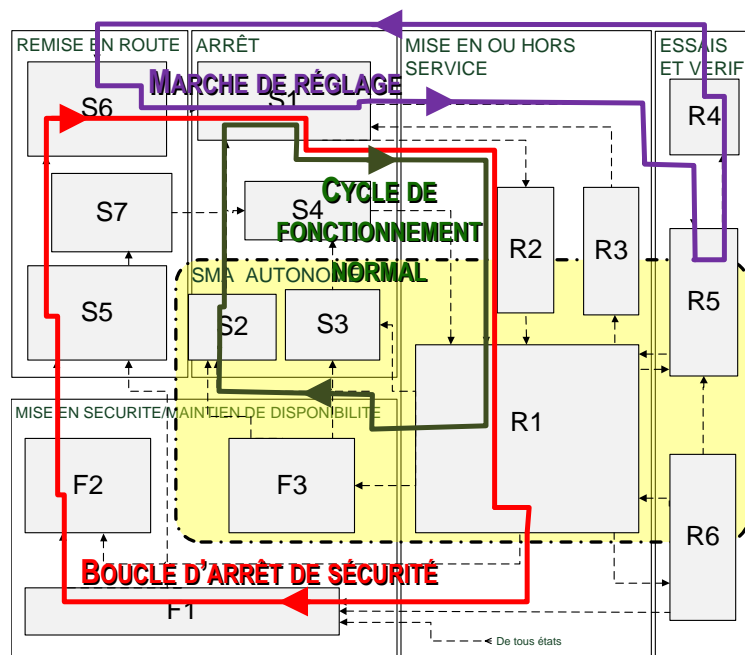 REMISE EN ROUTE
ARRÊT
MISE EN OU HORS
SERVICE
ESSAIS
ET VERIF
MARCHE DE RÉGLAGE
S6
S1
R4
S7
S4
CYCLE DE
FONCTIONNEMENT
NORMAL
R2
R3
SMA AUTONOME
S5
S2
S3
R5
R1
MISE EN SECURITE/MAINTIEN DE DISPONIBILITE
F2
F3
R6
BOUCLE D'ARRÊT DE SÉCURITÉ
F1
De tous états